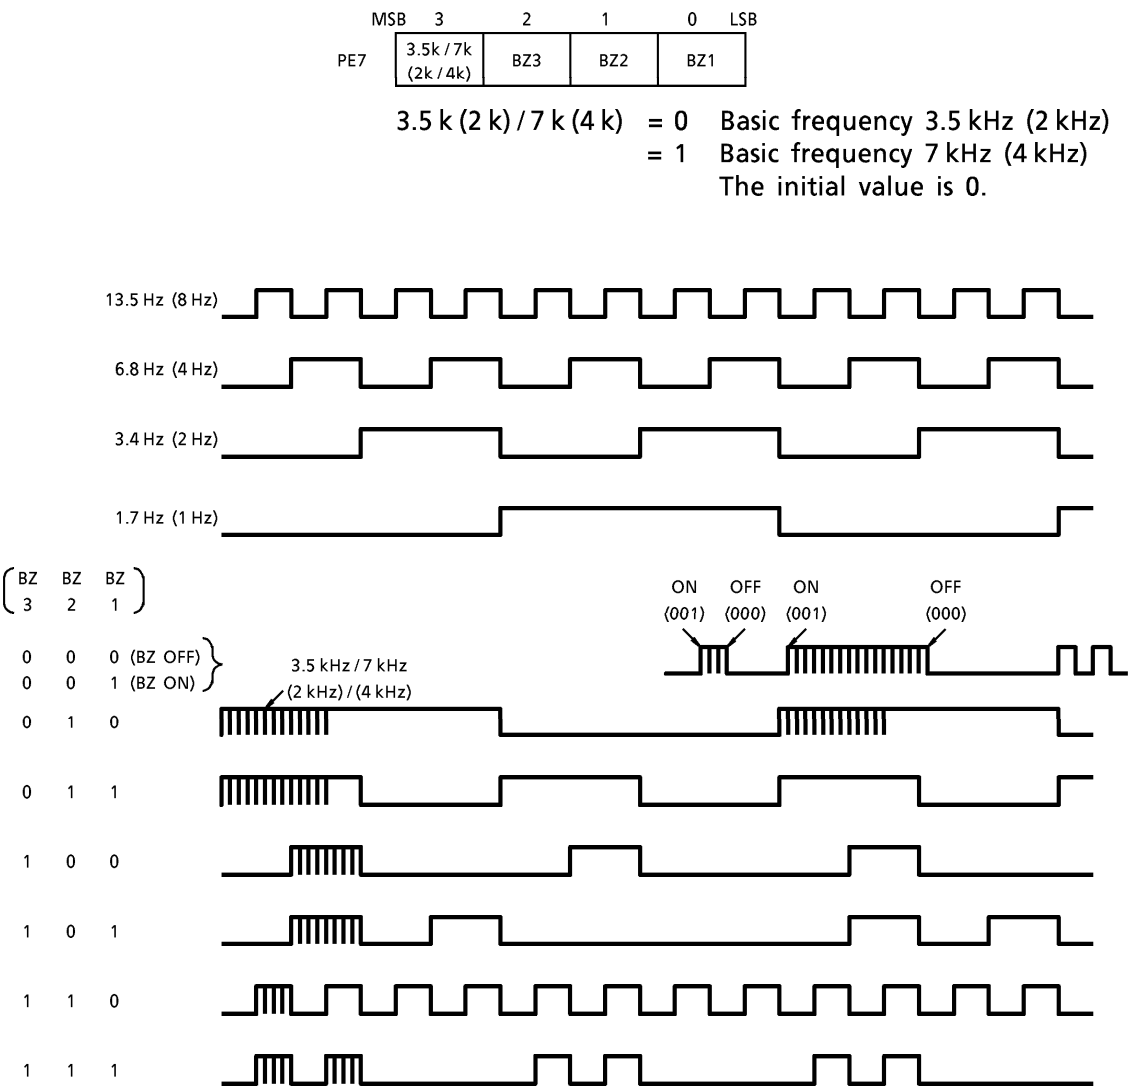 MSB 3 2 1 0 LSB
PE7 3.5k / 7k (2k / 4k) BZ3 BZ2 BZ1
3.5 k (2 k) / 7 k (4 k) = 0 Basic frequency 3.5 kHz (2 kHz)
= 1 Basic frequency 7 kHz (4 kHz)
The initial value is 0.
13.5 Hz (8 Hz)
6.8 Hz (4 Hz)
3.4 Hz (2 Hz)
1.7 Hz (1 Hz)
BZ BZ BZ
3 2 1
ON OFF ON OFF
(001) (000) (001) (000)
0 0 0 (BZ OFF)
0 0 1 (BZ ON)
3.5 kHz / 7 kHz
(2 kHz) / (4 kHz)
0 1 0
0 1 1
1 0 0
1 0 1
1 1 0
1 1 1